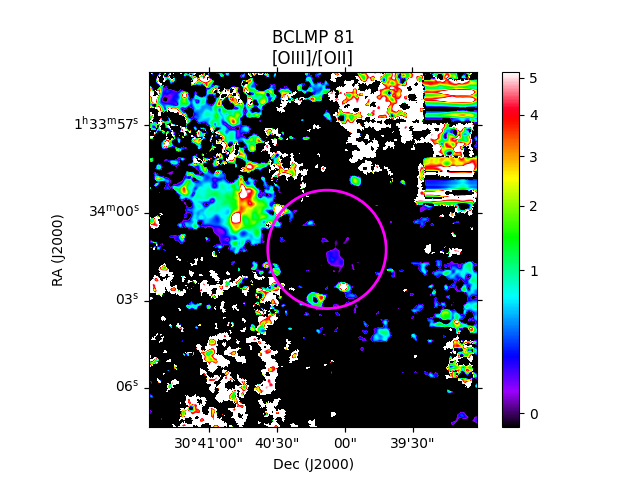 BCLMP 81
[OIII]/[OII]
1ʰ33ᵐ57ˢ
34ᵐ00ˢ
03ˢ
06ˢ
RA (J2000)
30°41'00" 40'30" 00" 39'30"
Dec (J2000)
5
4
3
2
1
0